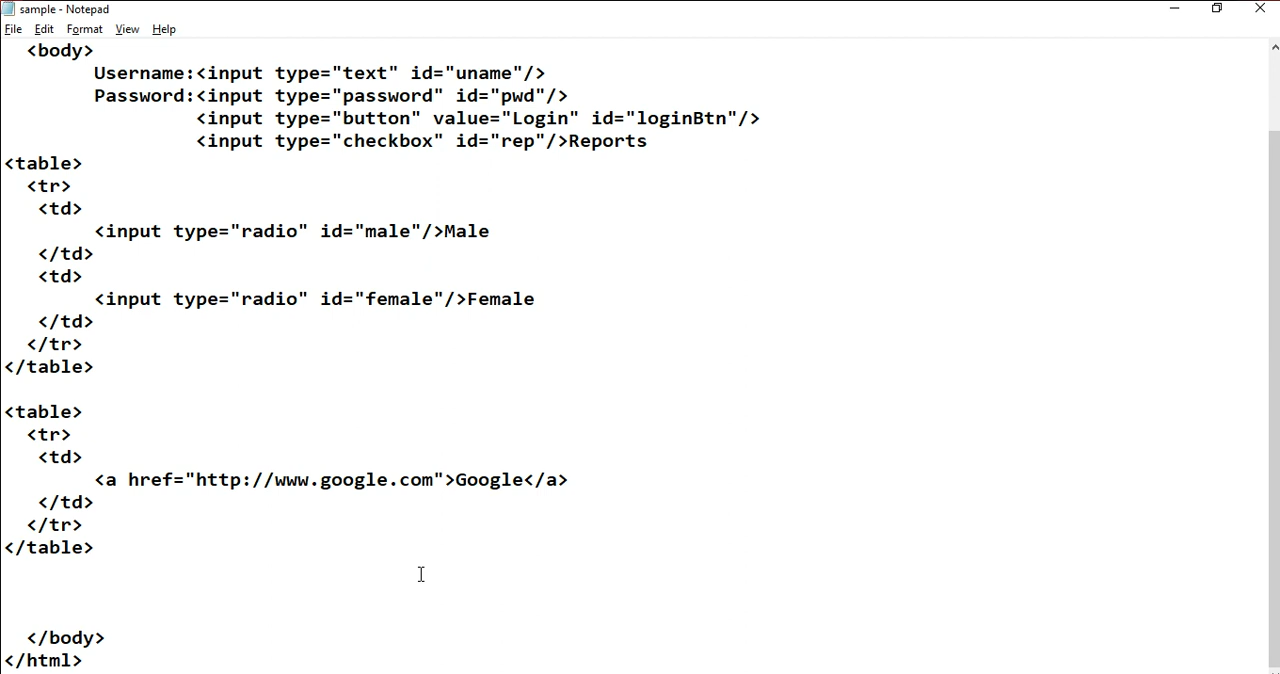 sample - Notepad
File Edit Format View Help
<body>
Username:<input type="text" id="uname"/>
Password:<input type="password" id="pwd"/>
<input type="button" value="Login" id="loginBtn"/>
<input type="checkbox" id="rep"/>Reports
<table>
<tr>
<td>
<input type="radio" id="male"/>Male
</td>
<td>
<input type="radio" id="female"/>Female
</td>
</tr>
</table>
<table>
<tr>
<td>
<a href="http://www.google.com">Google</a>
</td>
</tr>
</table>
</body>
</html>